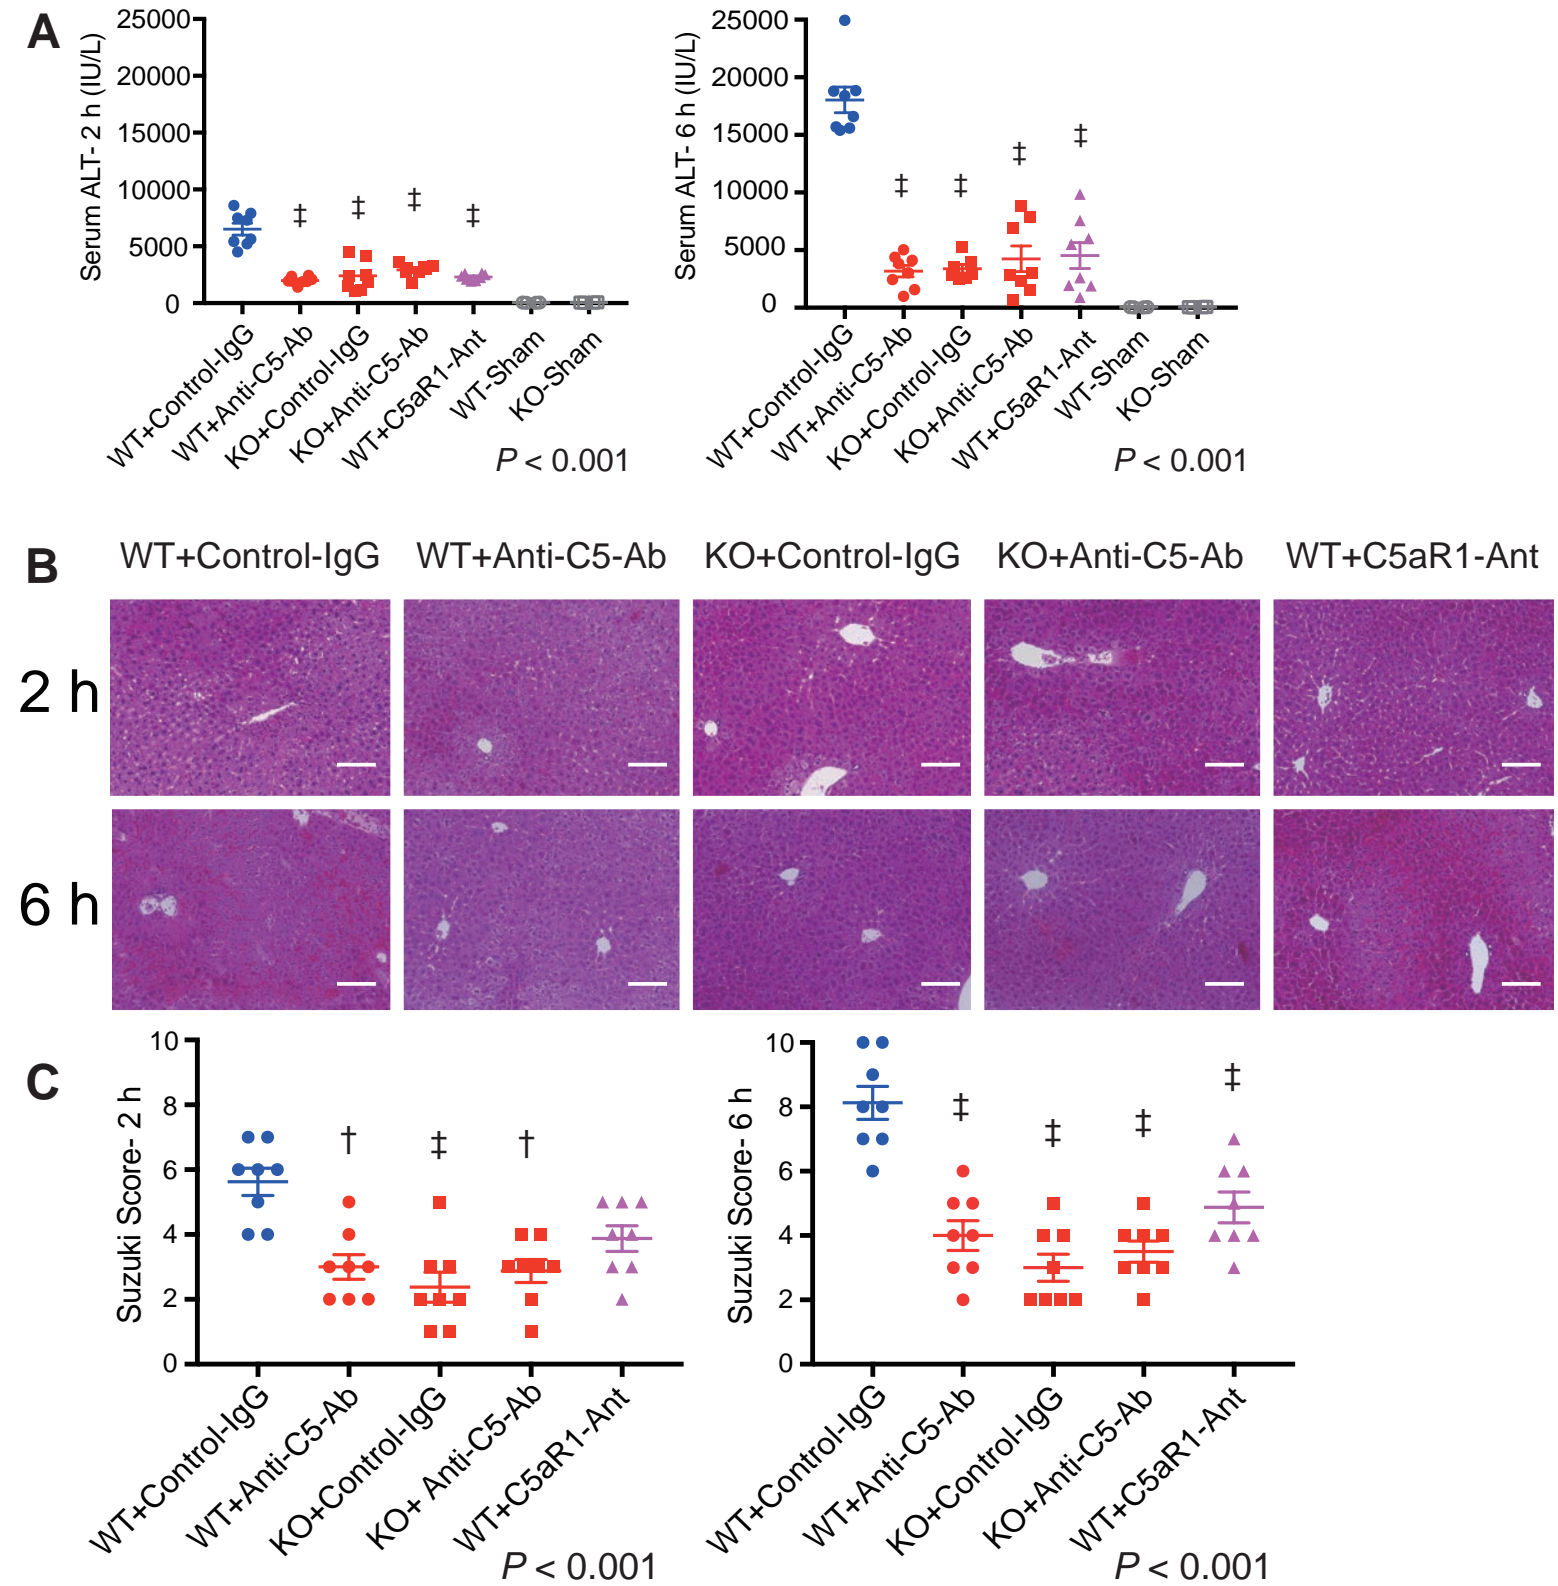 A
Serum ALT- 2 h (IU/L)
25000
20000
15000
10000
5000
0
‡ ‡ ‡ ‡
WT+Control-IgG
WT+Anti-C5-Ab
KO+Control-IgG
KO+Anti-C5-Ab
WT+C5aR1-Ant
WT-Sham
KO-Sham
P < 0.001
Serum ALT- 6 h (IU/L)
25000
20000
15000
10000
5000
0
‡ ‡ ‡ ‡
WT+Control-IgG
WT+Anti-C5-Ab
KO+Control-IgG
KO+Anti-C5-Ab
WT+C5aR1-Ant
WT-Sham
KO-Sham
P < 0.001
B
WT+Control-IgG WT+Anti-C5-Ab KO+Control-IgG KO+Anti-C5-Ab WT+C5aR1-Ant
2 h
6 h
C
Suzuki Score- 2 h
10
8
6
4
2
0
† ‡ †
WT+Control-IgG
WT+Anti-C5-Ab
KO+Control-IgG
KO+ Anti-C5-Ab
WT+C5aR1-Ant
P < 0.001
Suzuki Score- 6 h
10
8
6
4
2
0
‡ ‡ ‡ ‡
WT+Control-IgG
WT+Anti-C5-Ab
KO+Control-IgG
KO+Anti-C5-Ab
WT+C5aR1-Ant
P < 0.001